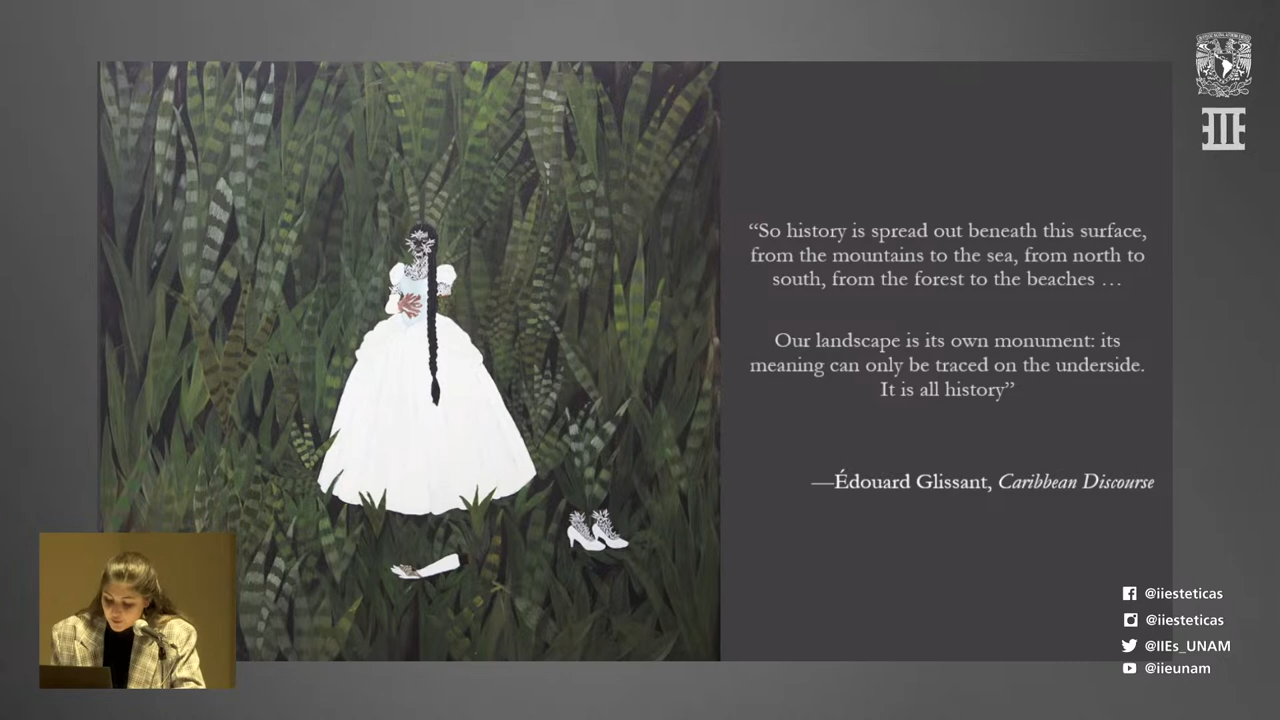 “So history is spread out beneath this surface,
from the mountains to the sea, from north to
south, from the forest to the beaches …
Our landscape is its own monument: its
meaning can only be traced on the underside.
It is all history”
—Édouard Glissant, Caribbean Discourse
@iiesteticas
@iiesteticas
@IIEs_UNAM
@iieunam